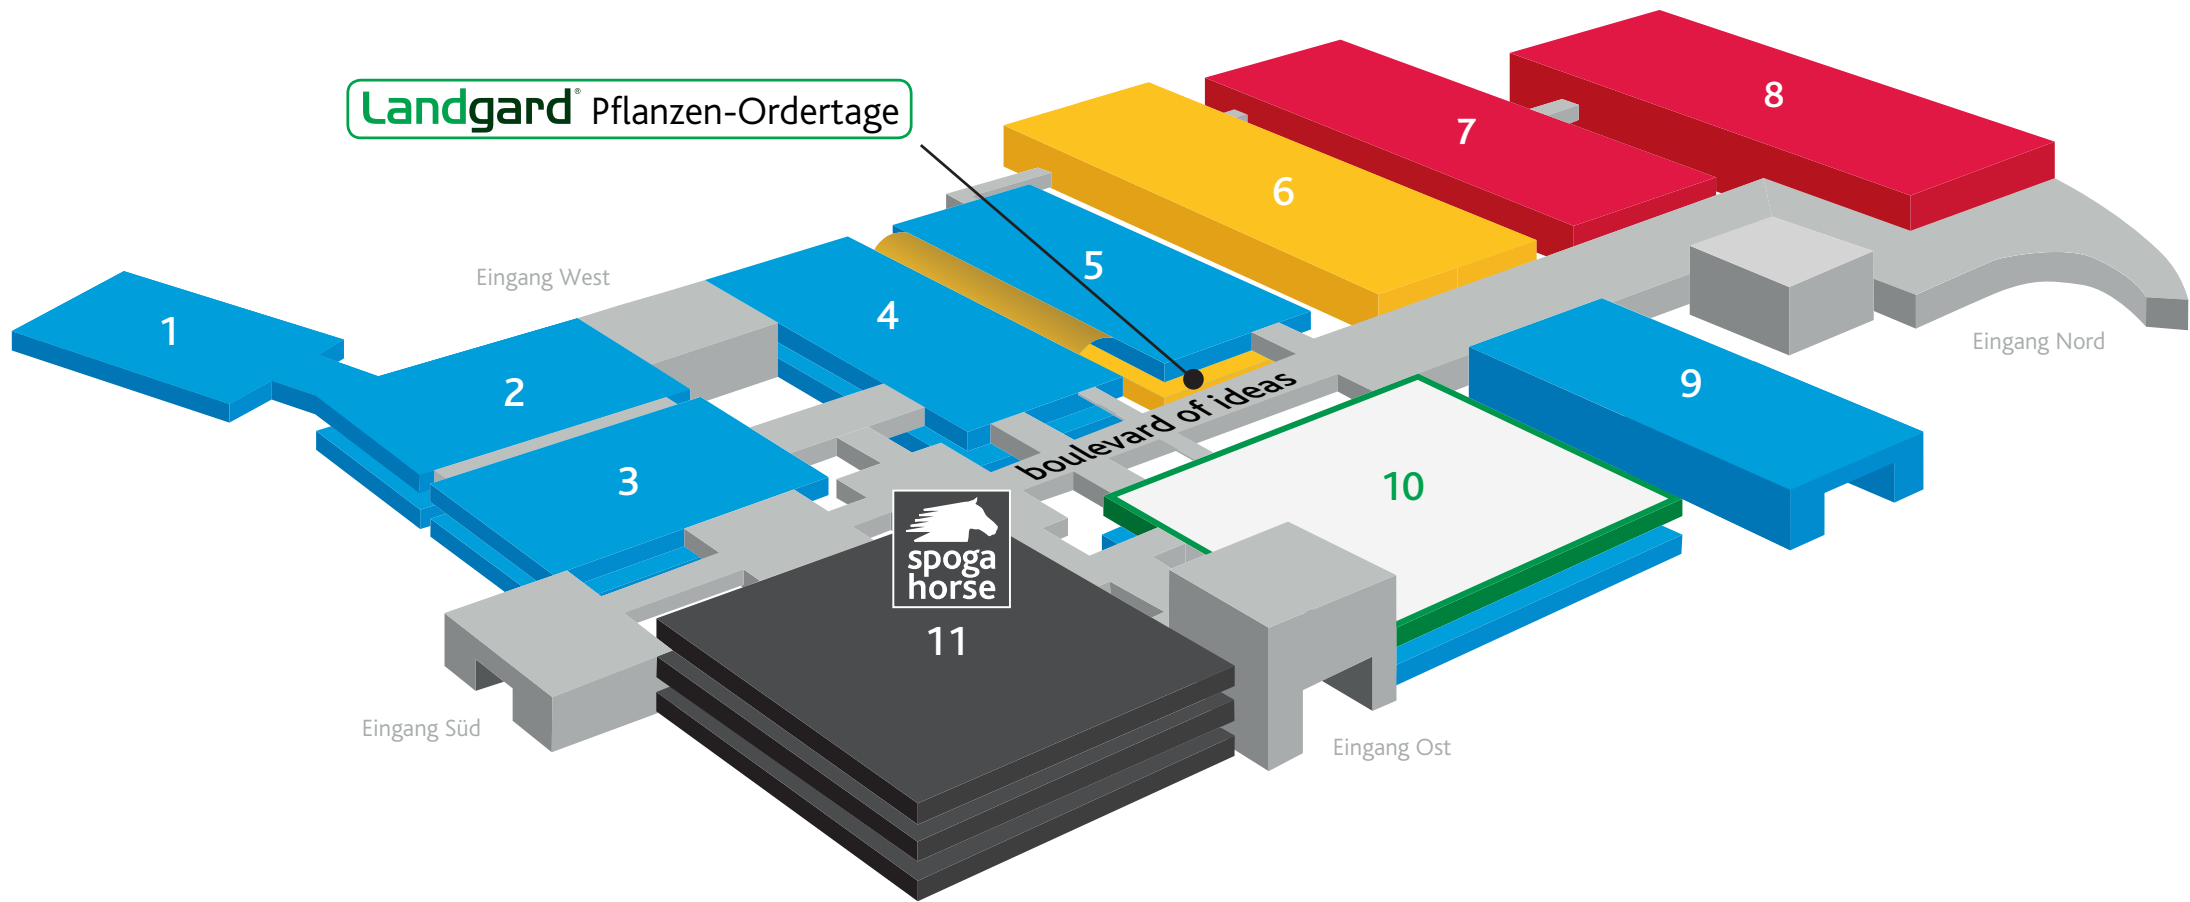 Landgard® Pflanzen-Ordertage
8
7
6
5
Eingang West
4
1
2
3
Eingang Nord
9
boulevard of ideas
10
spoga
horse
11
Eingang Süd
Eingang Ost